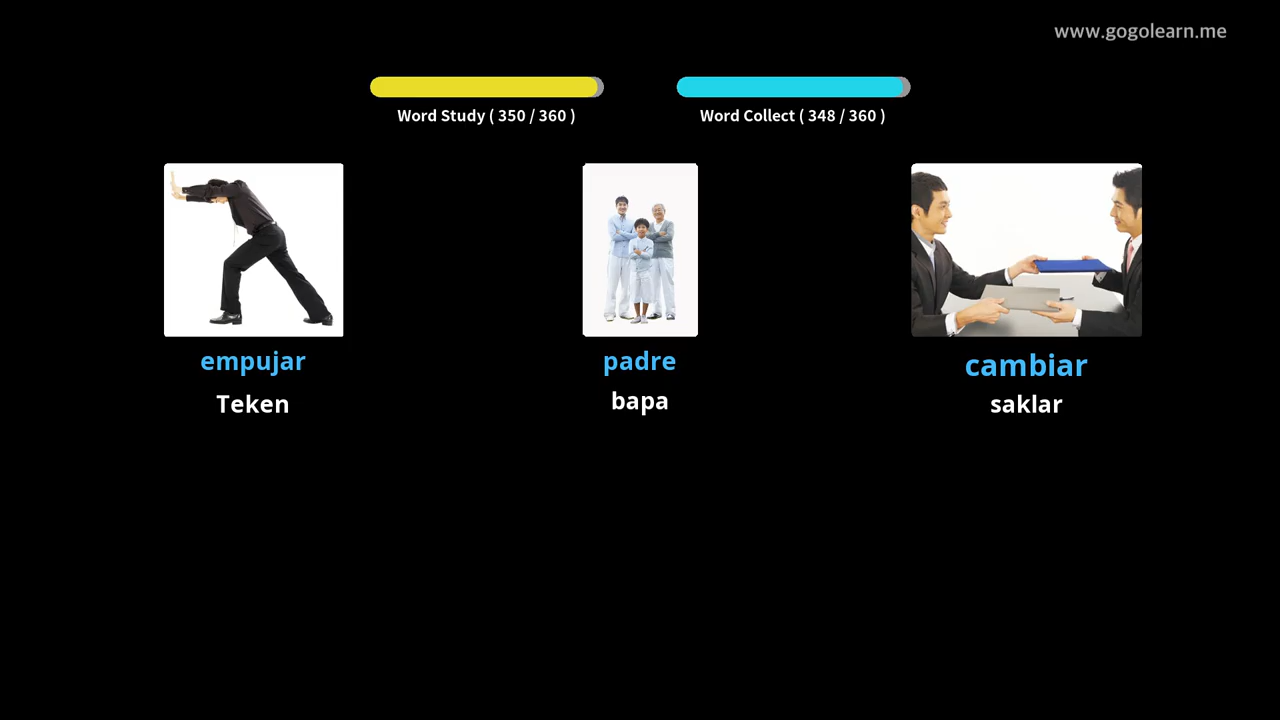 www.gogolearn.me
Word Study ( 350 / 360 )
Word Collect ( 348 / 360 )
empujar
padre
cambiar
Teken
bapa
saklar